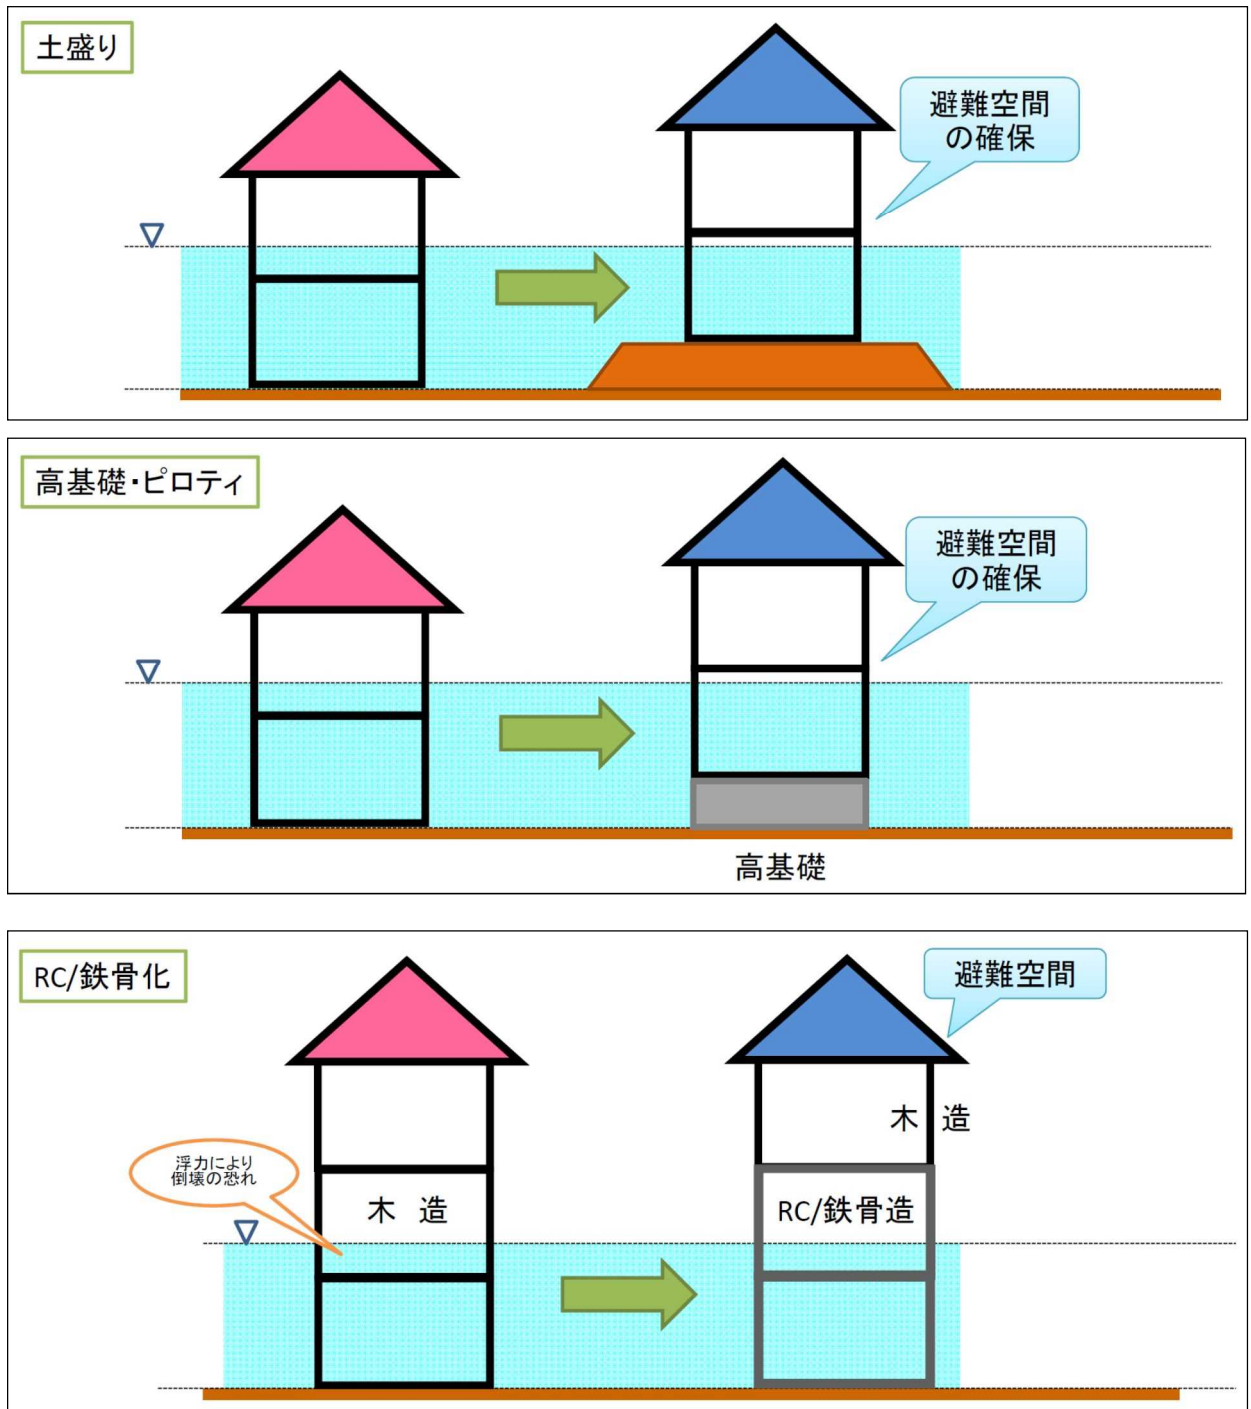 土盛り
避難空間
の確保
高基礎・ピロティ
避難空間
の確保
高基礎
RC/鉄骨化
避難空間
木 造
浮力により
倒壊の恐れ
木 造
RC/鉄骨造